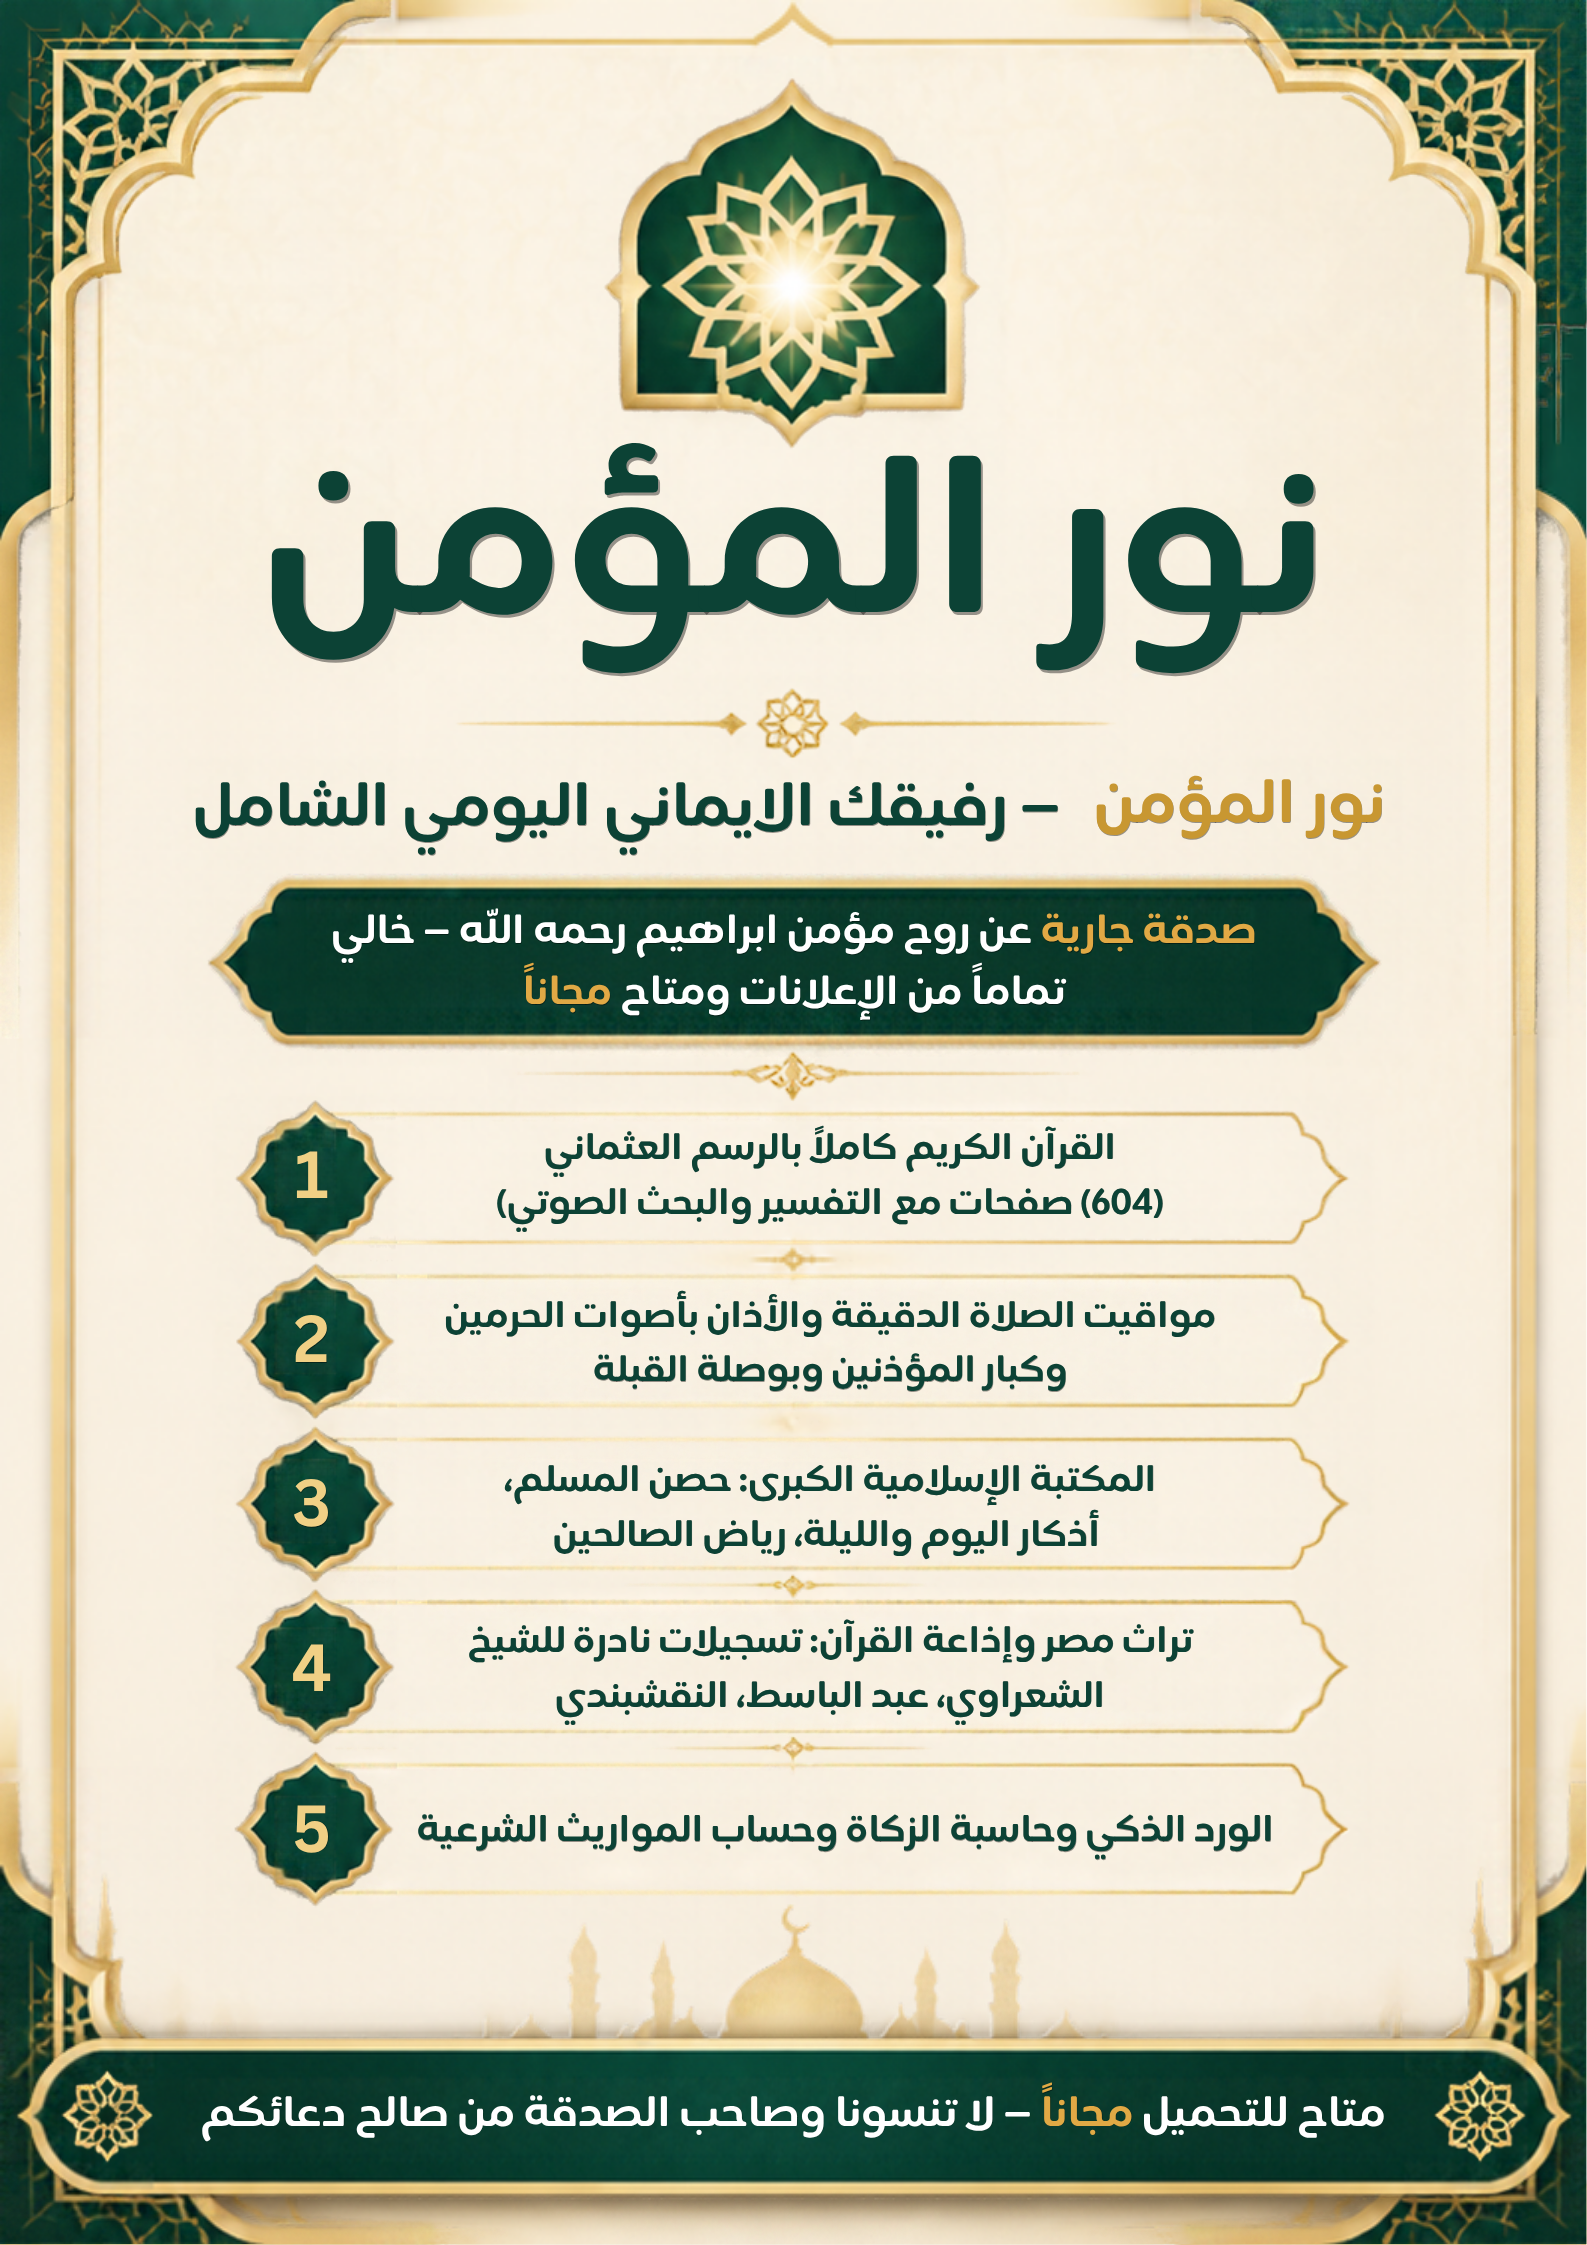 نور المؤمن
نور المؤمن – رفيقك الايماني اليومي الشامل
صدقة جارية عن روح مؤمن ابراهيم رحمه الله – خالي
تماماً من الإعلانات ومتاح مجاناً
1
القرآن الكريم كاملاً بالرسم العثماني
(604) صفحات مع التفسير والبحث الصوتي)
2
مواقيت الصلاة الدقيقة والأذان بأصوات الحرمين
وكبار المؤذنين وبوصلة القبلة
3
المكتبة الإسلامية الكبرى: حصن المسلم،
أذكار اليوم والليلة، رياض الصالحين
4
تراث مصر وإذاعة القرآن: تسجيلات نادرة للشيخ
الشعراوي، عبد الباسط، النقشبندي
5
الورد الذكي وحاسبة الزكاة وحساب المواريث الشرعية
متاح للتحميل مجاناً – لا تنسونا وصاحب الصدقة من صالح دعائكم